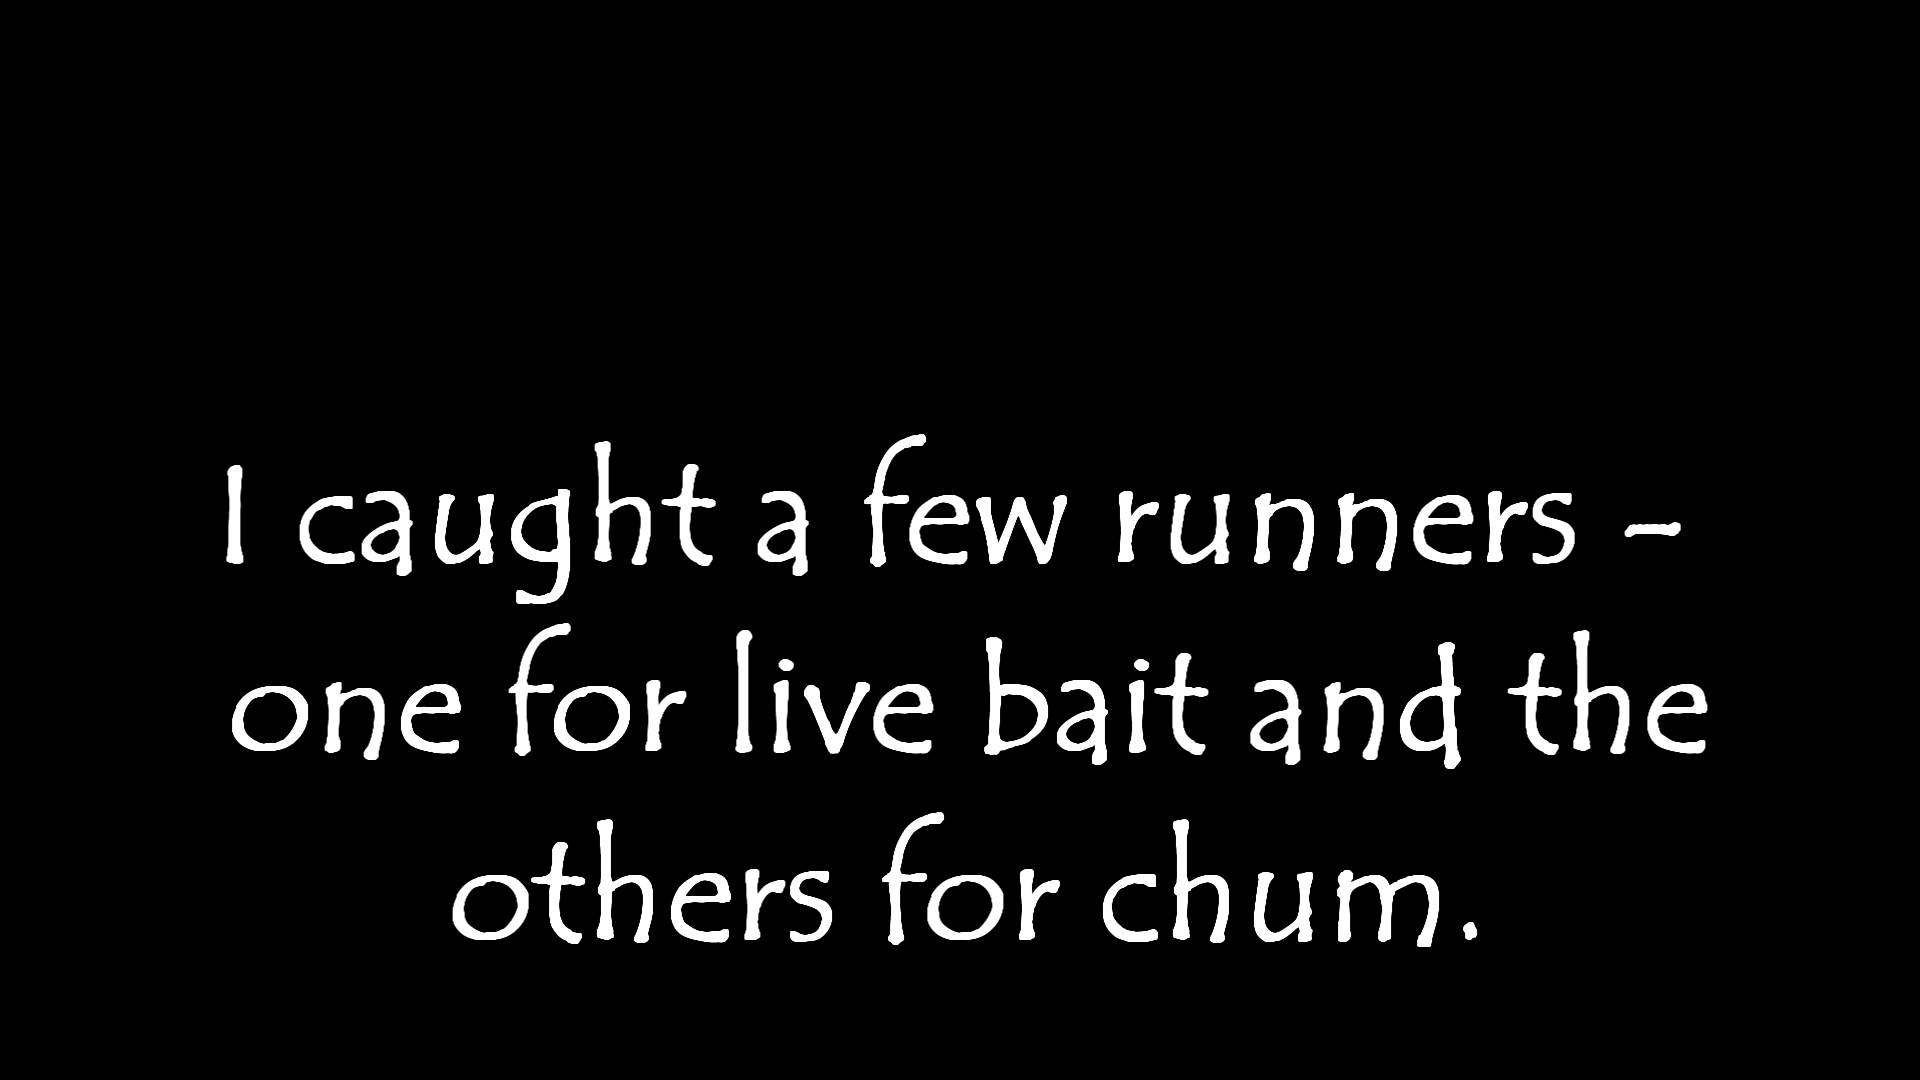 I caught a few runners -
one for live bait and the
others for chum.